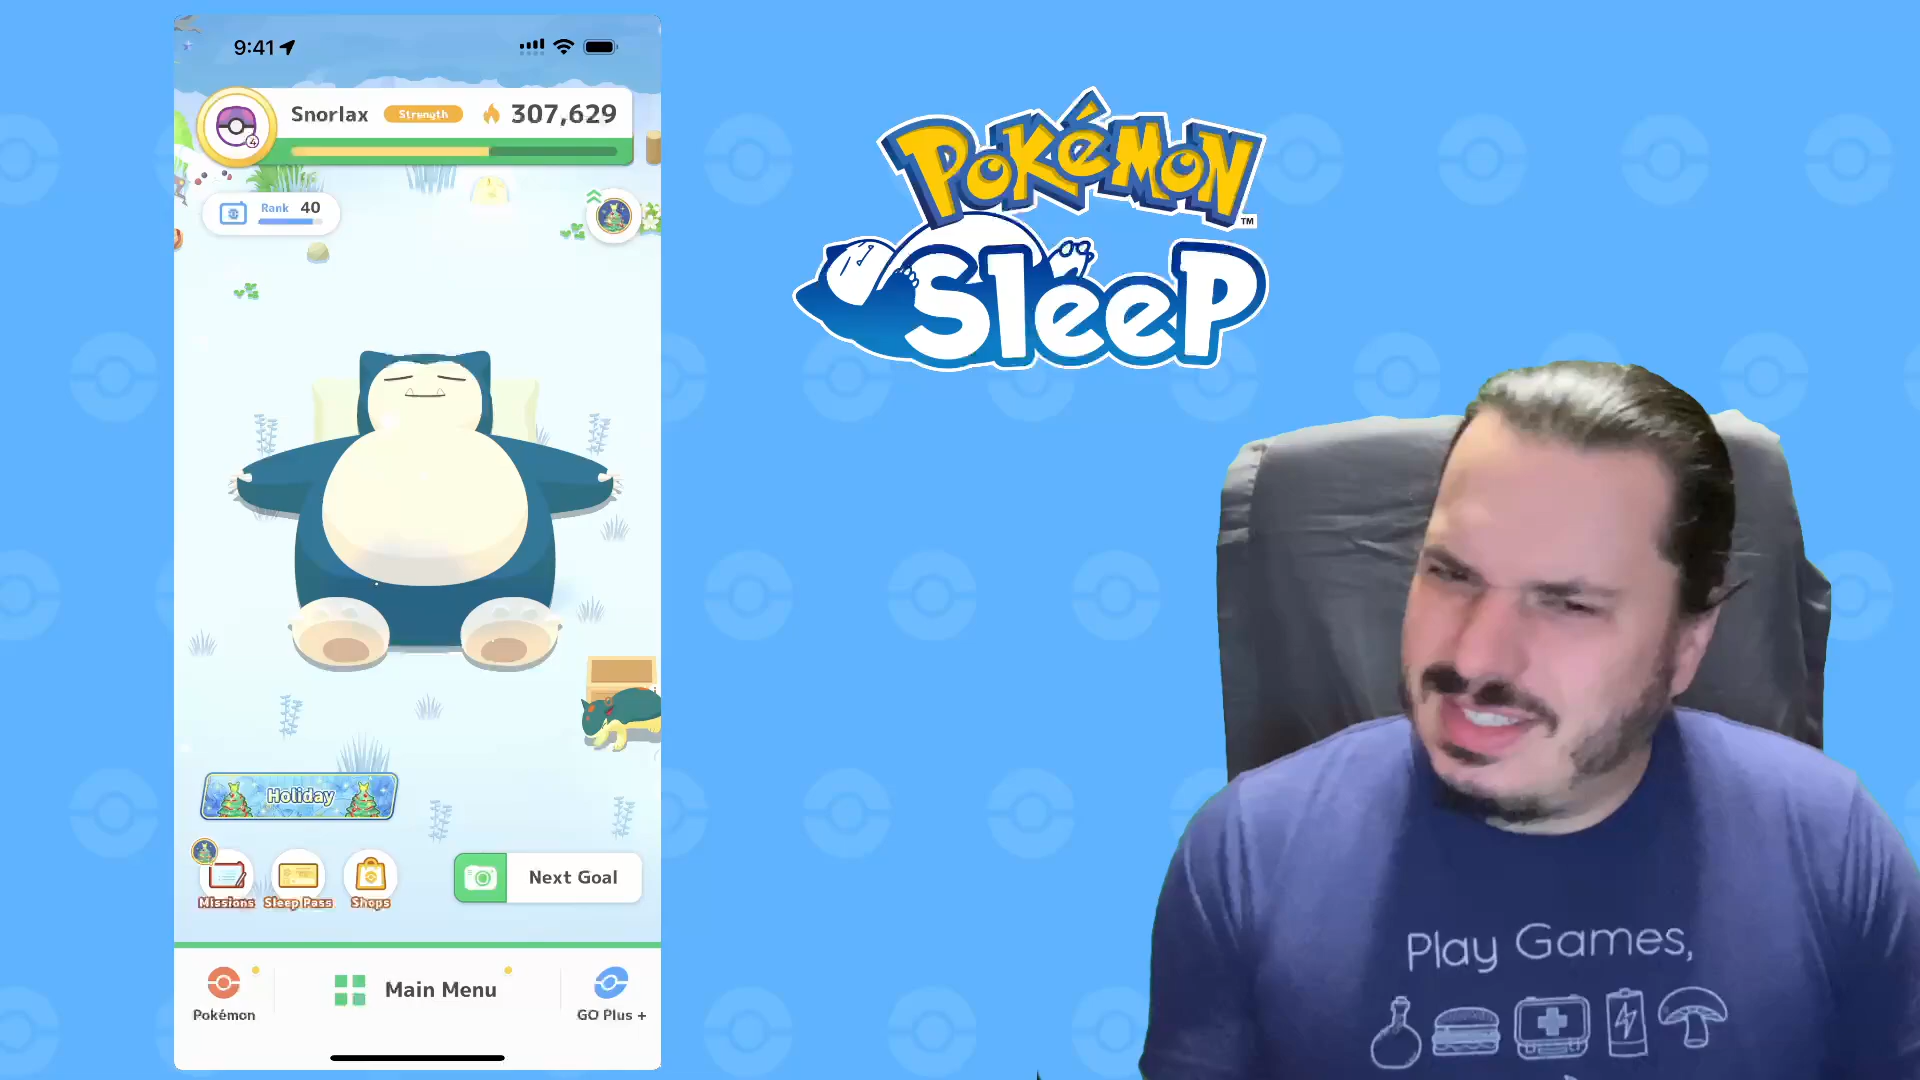 9:41
Snorlax Strength 307,629
4
Rank 40
Holiday
Missions Sleep Pass Shops
Next Goal
Pokémon
Main Menu
GO Plus +
POKéMON
TM
Sleep
Play Games,